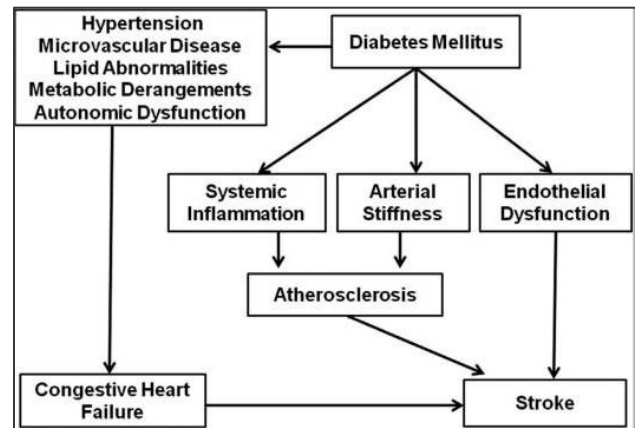 Hypertension
Microvascular Disease
Lipid Abnormalities
Metabolic Derangements
Autonomic Dysfunction
Diabetes Mellitus
Systemic
Inflammation
Arterial
Stiffness
Endothelial
Dysfunction
Atherosclerosis
Congestive Heart
Failure
Stroke